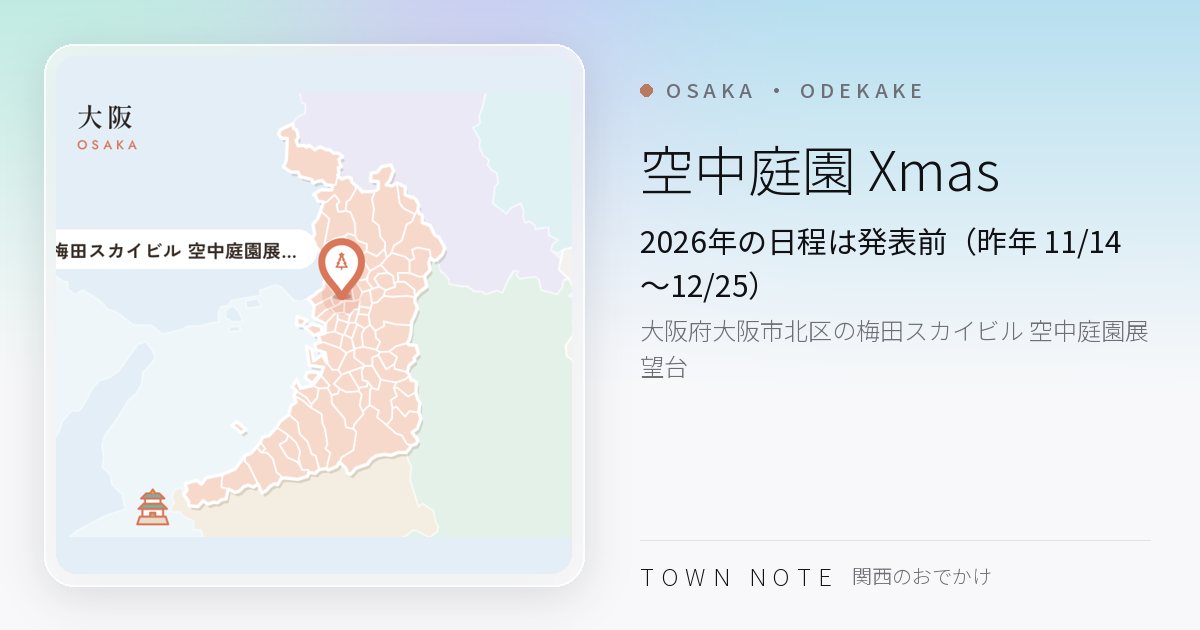 大阪
OSAKA
梅田スカイビル 空中庭園展...
OSAKA • ODEKAKE
空中庭園 Xmas
2026年の日程は発表前（昨年 11/14
～12/25）
大阪府大阪市北区の梅田スカイビル 空中庭園展
望台
TOWN NOTE 関西のおでかけ